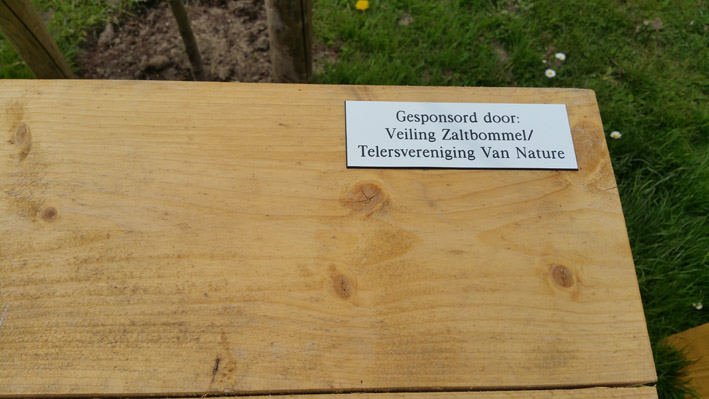 Gesponsord door:
Veiling Zaltbommel/
Telersvereniging Van Nature